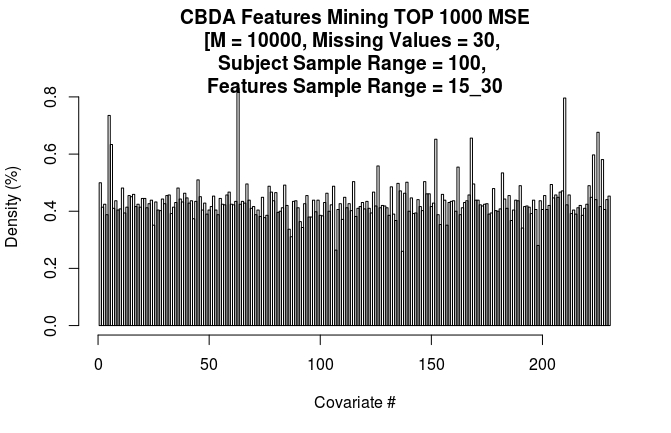 CBDA Features Mining TOP 1000 MSE
[M = 10000, Missing Values = 30,
Subject Sample Range = 100,
Features Sample Range = 15_30
Density (%)
0.8
0.6
0.4
0.2
0.0
0 50 100 150 200
Covariate #